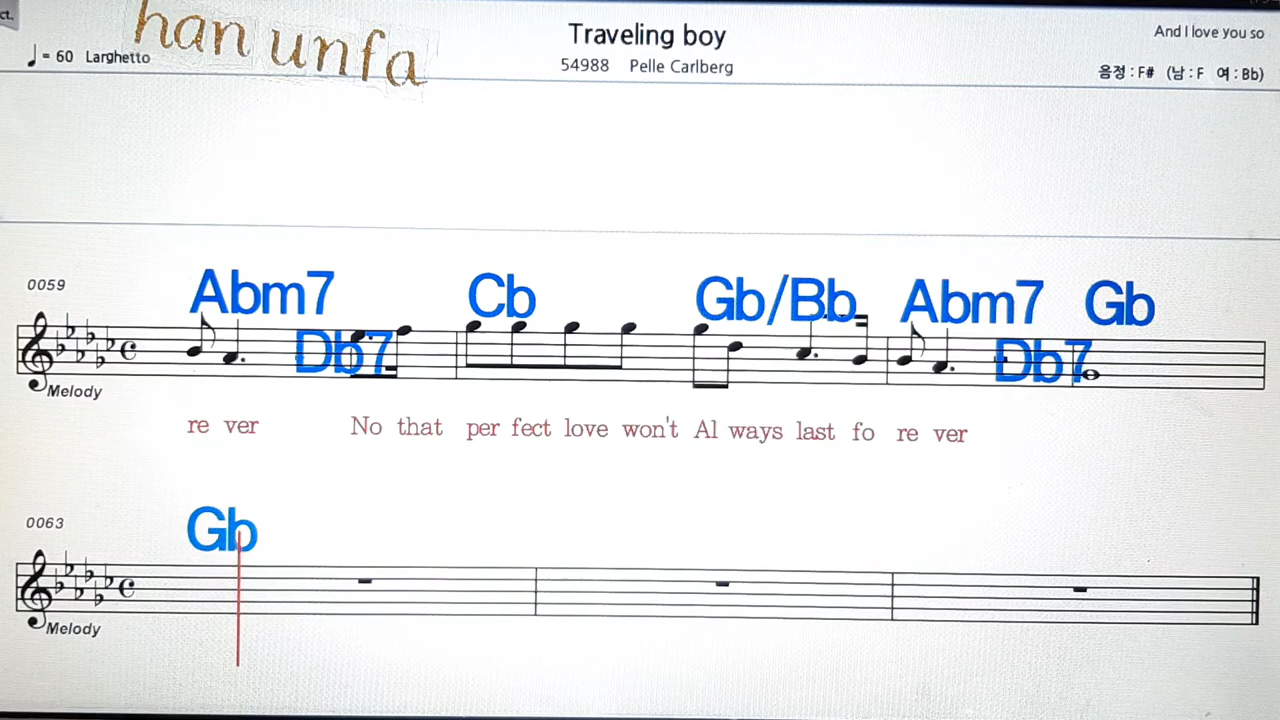 ct.
han unfa
Traveling boy
And I love you so
♩= 60 Larghetto
54988 Pelle Carlberg
음정 : F# (남 : F 여 : Bb)
0059
Abm7 Db7 Cb Gb/Bb Abm7 Db7 Gb
Melody
re ver No that per fect love won't Al ways last fo re ver
0063
Gb
Melody